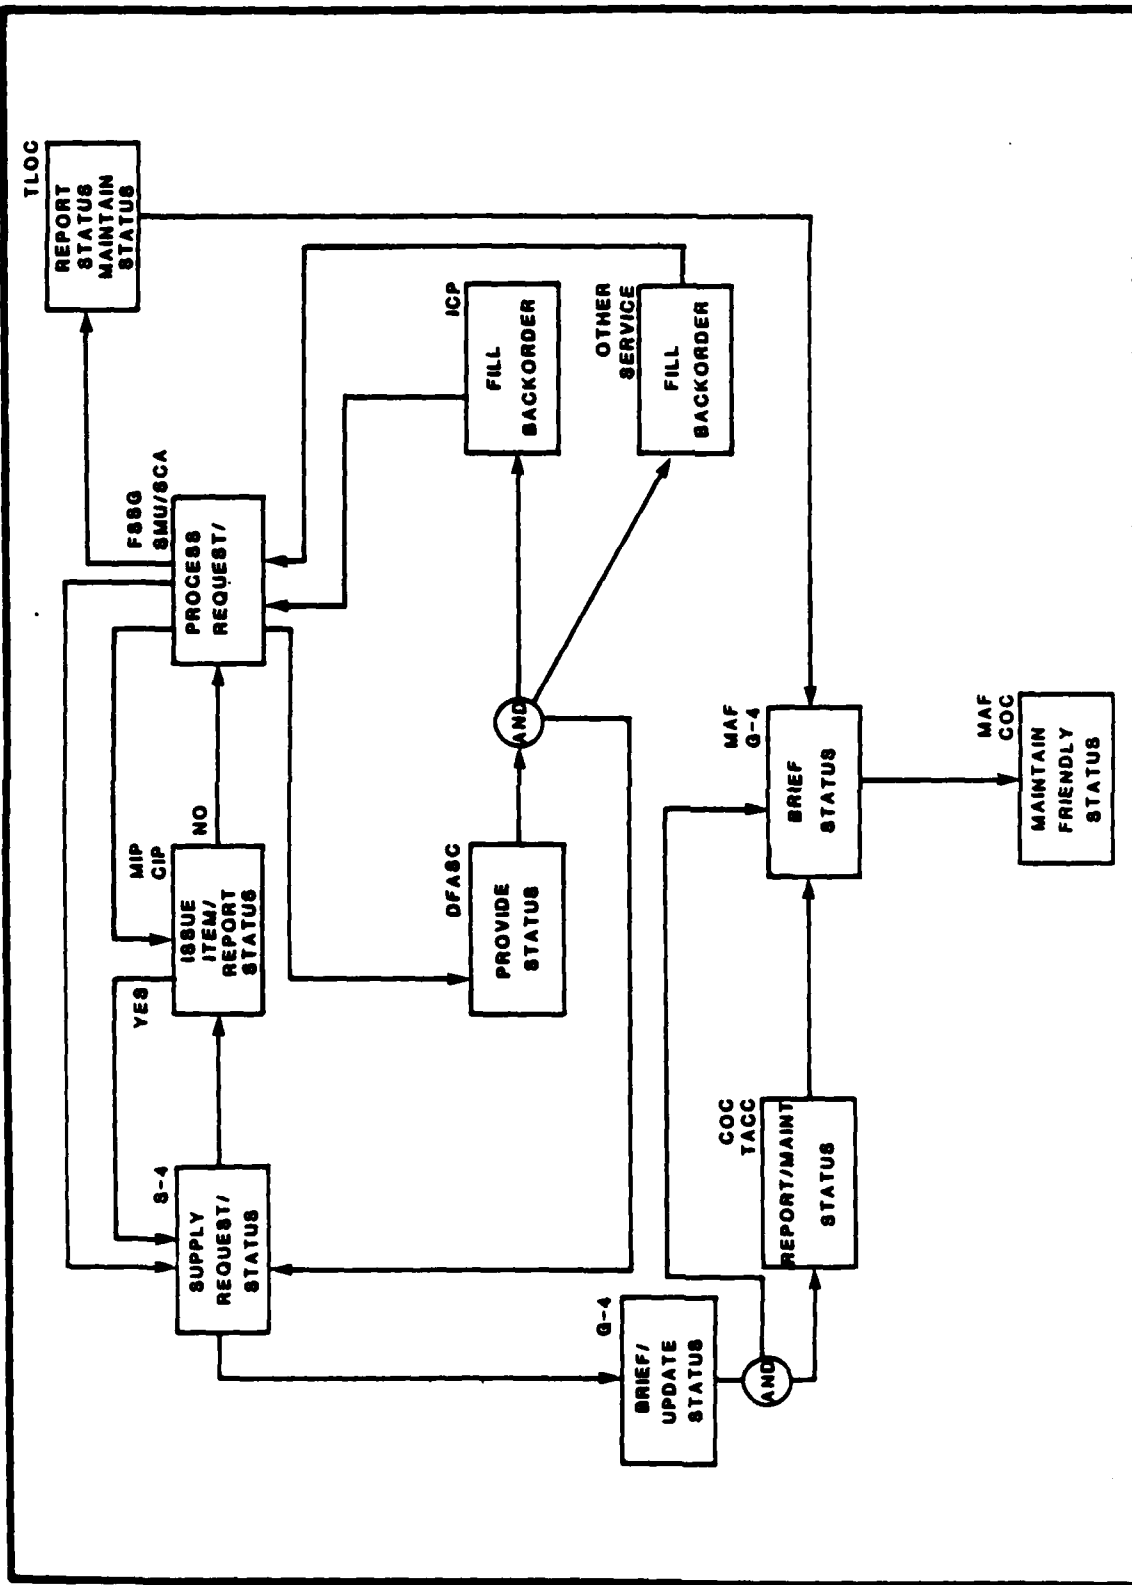 S-4
SUPPLY
REQUEST/
STATUS
MIP
CIP
YES
ISSUE
ITEM/
REPORT
STATUS
NO
FSSG
SMU/SCA
PROCESS
REQUEST/
TLOC
REPORT
STATUS
MAINTAIN
STATUS
DFASC
PROVIDE
STATUS
AND
ICP
FILL
BACKORDER
OTHER
SERVICE
FILL
BACKORDER
G-4
BRIEF/
UPDATE
STATUS
AND
COC
TACC
REPORT/MAINT
STATUS
MAF
G-4
BRIEF
STATUS
MAF
COC
MAINTAIN
FRIENDLY
STATUS